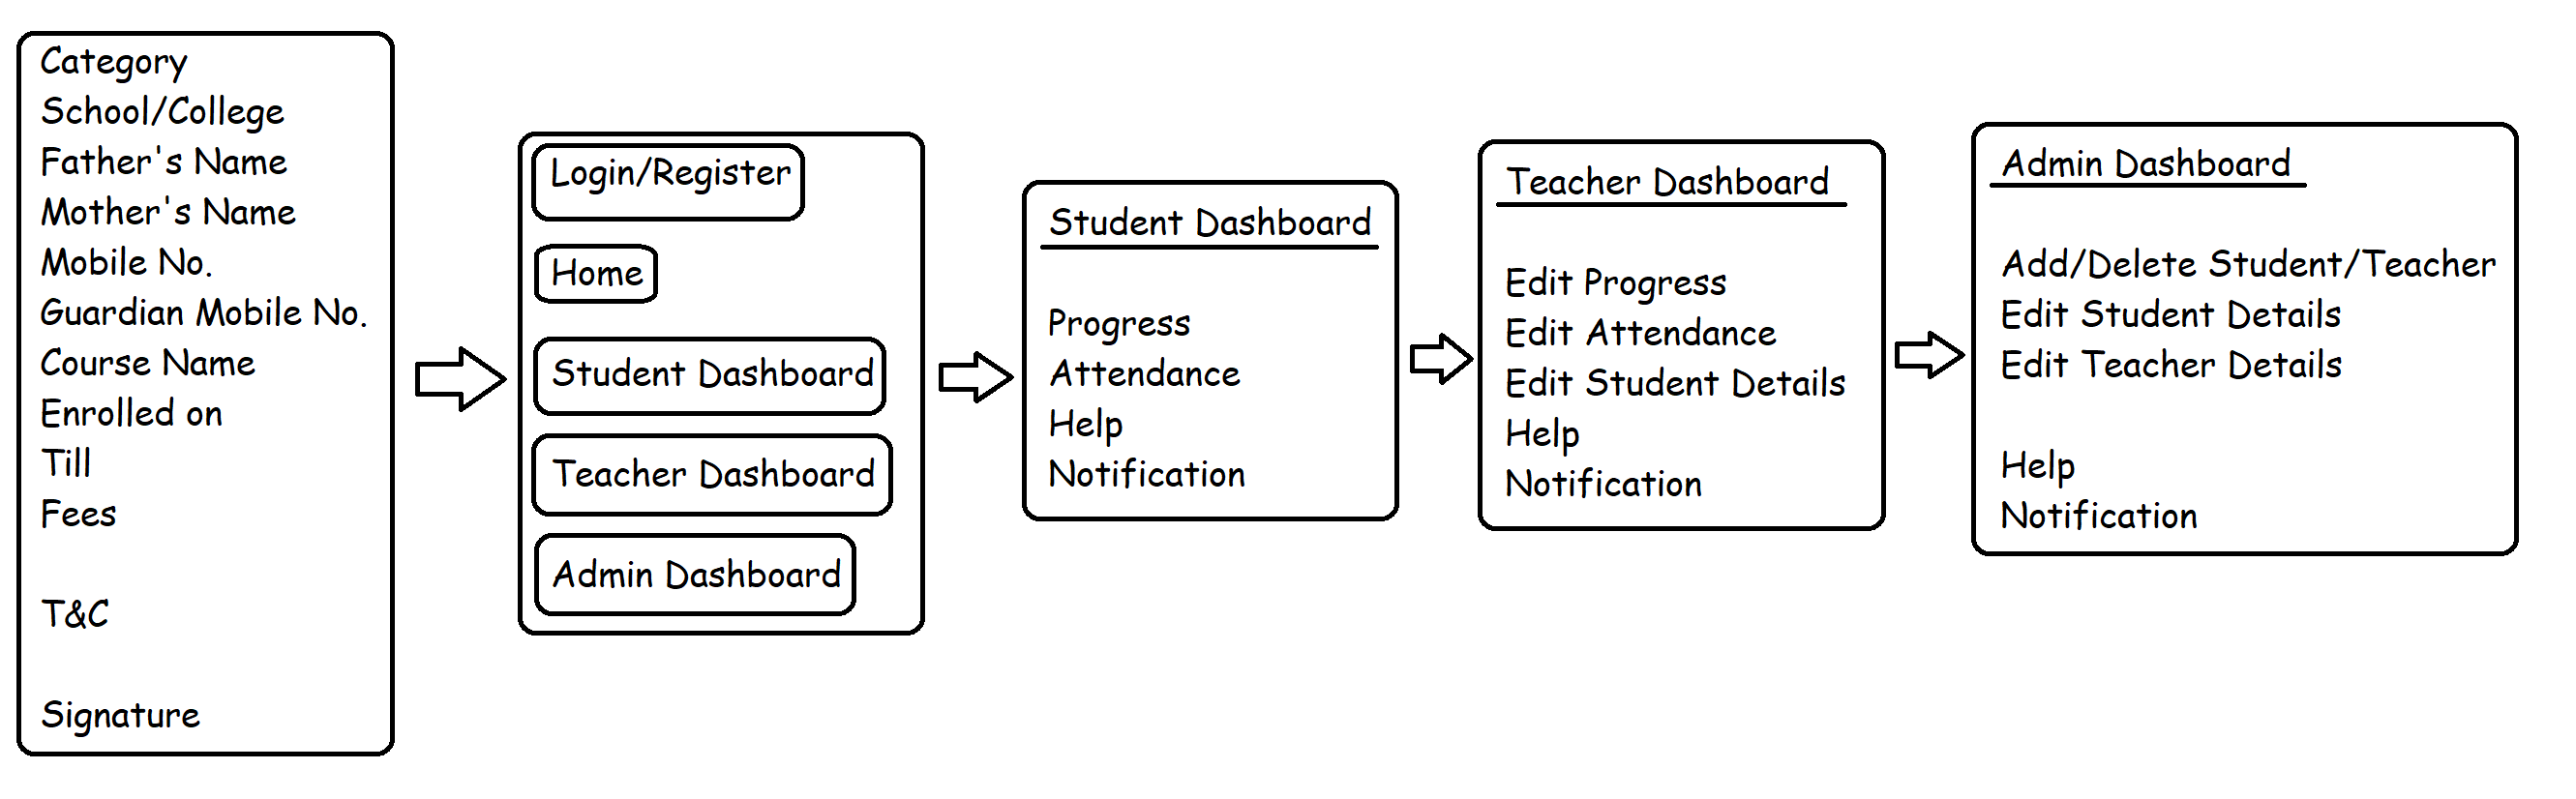 Category
School/College
Father's Name
Mother's Name
Mobile No.
Guardian Mobile No.
Course Name
Enrolled on
Till
Fees
T&C
Signature
Login/Register
Home
Student Dashboard
Teacher Dashboard
Admin Dashboard
Student Dashboard
Progress
Attendance
Help
Notification
Teacher Dashboard
Edit Progress
Edit Attendance
Edit Student Details
Help
Notification
Admin Dashboard
Add/Delete Student/Teacher
Edit Student Details
Edit Teacher Details
Help
Notification